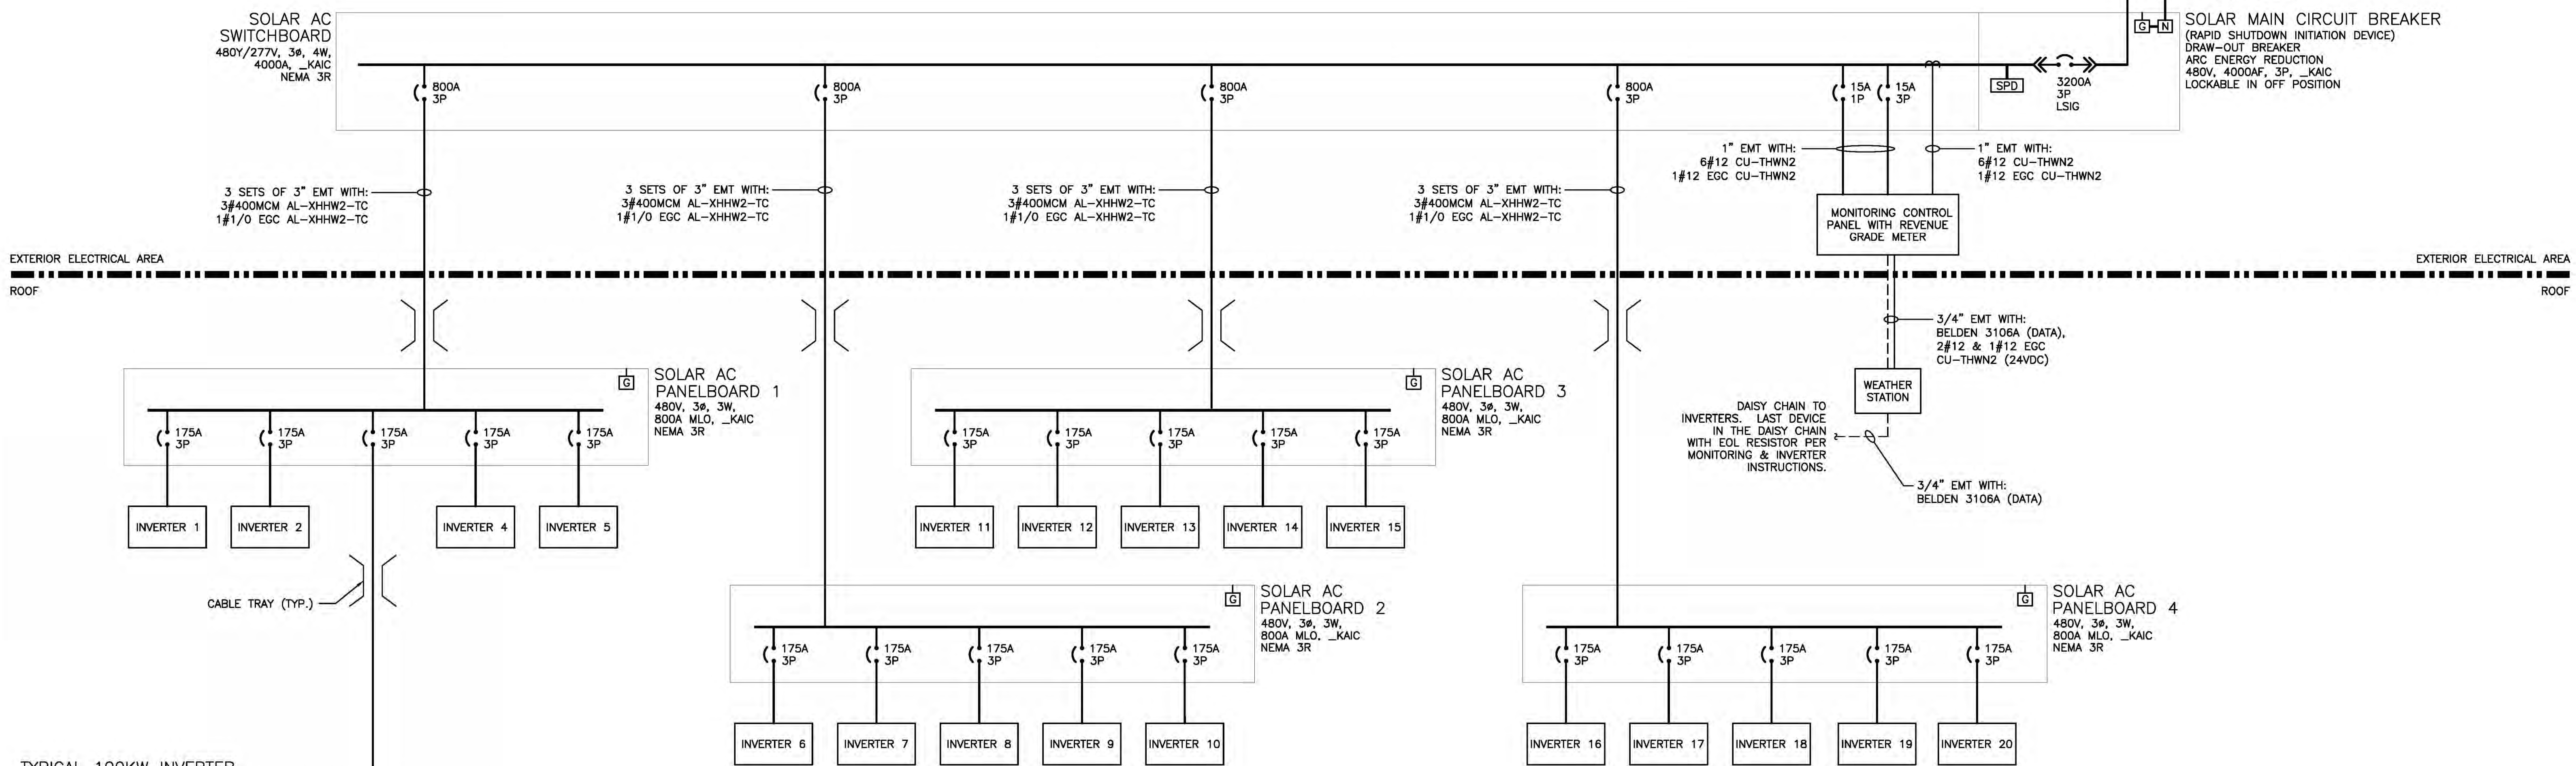 SOLAR AC
SWITCHBOARD
480Y/277V, 3ø, 4W,
4000A, _KAIC
NEMA 3R
800A
3P
800A
3P
800A
3P
800A
3P
15A
1P
15A
3P
SPD
3200A
3P
LSIG
G
N
SOLAR MAIN CIRCUIT BREAKER
(RAPID SHUTDOWN INITIATION DEVICE)
DRAW-OUT BREAKER
ARC ENERGY REDUCTION
480V, 4000AF, 3P, _KAIC
LOCKABLE IN OFF POSITION
3 SETS OF 3" EMT WITH:
3#400MCM AL-XHHW2-TC
1#1/0 EGC AL-XHHW2-TC
3 SETS OF 3" EMT WITH:
3#400MCM AL-XHHW2-TC
1#1/0 EGC AL-XHHW2-TC
3 SETS OF 3" EMT WITH:
3#400MCM AL-XHHW2-TC
1#1/0 EGC AL-XHHW2-TC
3 SETS OF 3" EMT WITH:
3#400MCM AL-XHHW2-TC
1#1/0 EGC AL-XHHW2-TC
1" EMT WITH:
6#12 CU-THWN2
1#12 EGC CU-THWN2
1" EMT WITH:
6#12 CU-THWN2
1#12 EGC CU-THWN2
MONITORING CONTROL
PANEL WITH REVENUE
GRADE METER
EXTERIOR ELECTRICAL AREA
EXTERIOR ELECTRICAL AREA
ROOF
ROOF
3/4" EMT WITH:
BELDEN 3106A (DATA),
2#12 & 1#12 EGC
CU-THWN2 (24VDC)
WEATHER
STATION
DAISY CHAIN TO
INVERTERS. LAST DEVICE
IN THE DAISY CHAIN
WITH EOL RESISTOR PER
MONITORING & INVERTER
INSTRUCTIONS.
3/4" EMT WITH:
BELDEN 3106A (DATA)
G
SOLAR AC
PANELBOARD 1
480V, 3ø, 3W,
800A MLO, _KAIC
NEMA 3R
175A
3P
175A
3P
175A
3P
175A
3P
175A
3P
INVERTER 1
INVERTER 2
INVERTER 4
INVERTER 5
CABLE TRAY (TYP.)
G
SOLAR AC
PANELBOARD 3
480V, 3ø, 3W,
800A MLO, _KAIC
NEMA 3R
175A
3P
175A
3P
175A
3P
175A
3P
175A
3P
INVERTER 11
INVERTER 12
INVERTER 13
INVERTER 14
INVERTER 15
G
SOLAR AC
PANELBOARD 2
480V, 3ø, 3W,
800A MLO, _KAIC
NEMA 3R
175A
3P
175A
3P
175A
3P
175A
3P
175A
3P
INVERTER 6
INVERTER 7
INVERTER 8
INVERTER 9
INVERTER 10
G
SOLAR AC
PANELBOARD 4
480V, 3ø, 3W,
800A MLO, _KAIC
NEMA 3R
175A
3P
175A
3P
175A
3P
175A
3P
175A
3P
INVERTER 16
INVERTER 17
INVERTER 18
INVERTER 19
INVERTER 20
TYPICAL 100KW INVERTER